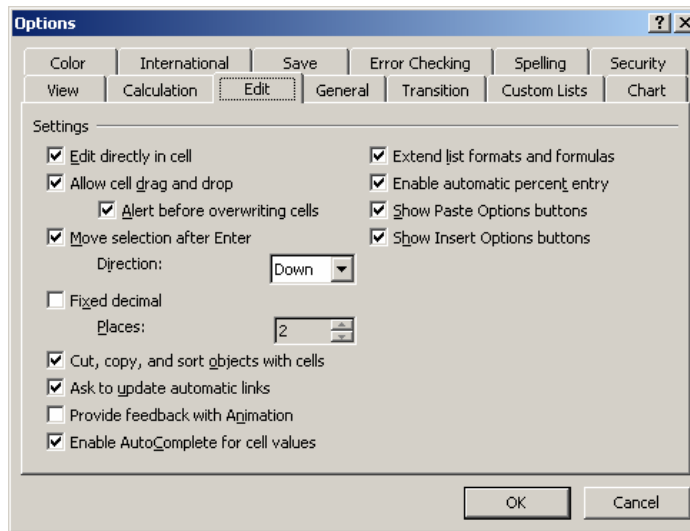 Options
Color International Save Error Checking Spelling Security
View Calculation Edit General Transition Custom Lists Chart
Settings
Edit directly in cell
Allow cell drag and drop
Alert before overwriting cells
Move selection after Enter
Direction: Down
Fixed decimal
Places: 2
Cut, copy, and sort objects with cells
Ask to update automatic links
Provide feedback with Animation
Enable AutoComplete for cell values
Extend list formats and formulas
Enable automatic percent entry
Show Paste Options buttons
Show Insert Options buttons
OK Cancel